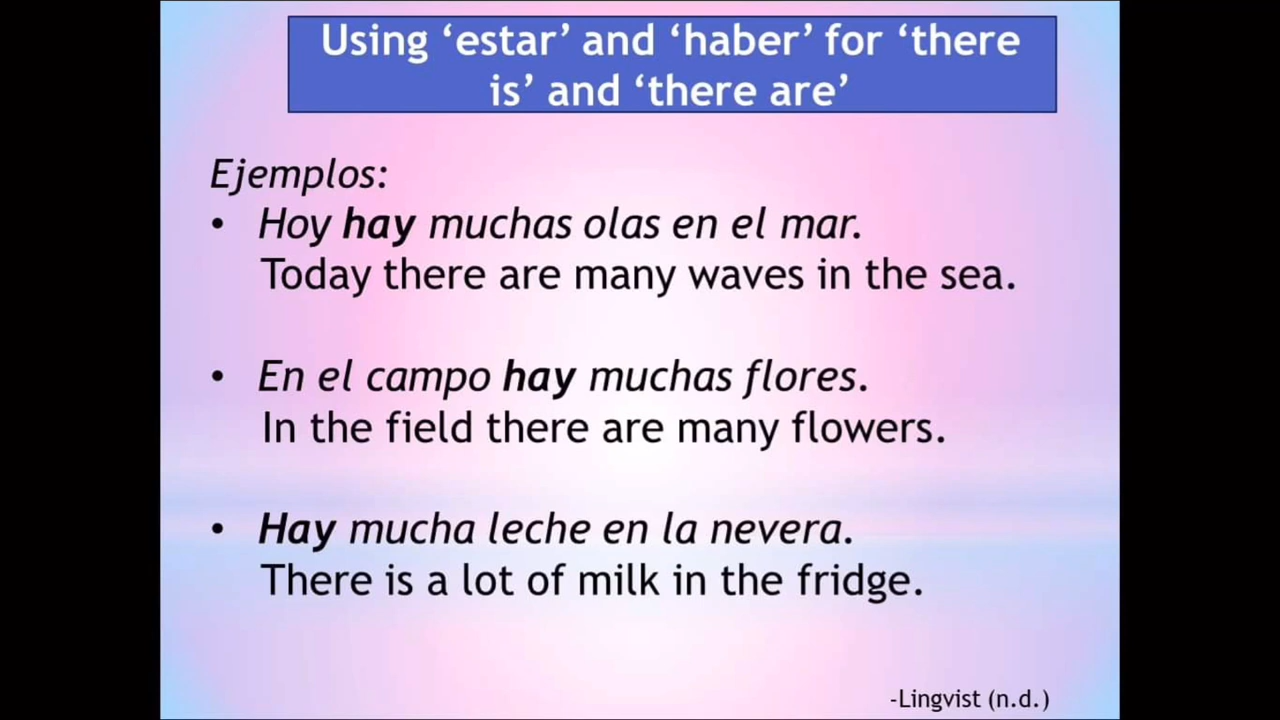 Using ‘estar’ and ‘haber’ for ‘there
is’ and ‘there are’
Ejemplos:
• Hoy hay muchas olas en el mar.
Today there are many waves in the sea.
• En el campo hay muchas flores.
In the field there are many flowers.
• Hay mucha leche en la nevera.
There is a lot of milk in the fridge.
-Lingvist (n.d.)